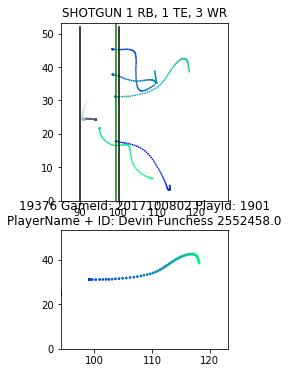 SHOTGUN 1 RB, 1 TE, 3 WR
50
40
30
20
10
0
90 100 110 120
19376 GameId: 2017100802 PlayId: 1901
PlayerName + ID: Devin Funchess 2552458.0
40
20
0
100 110 120